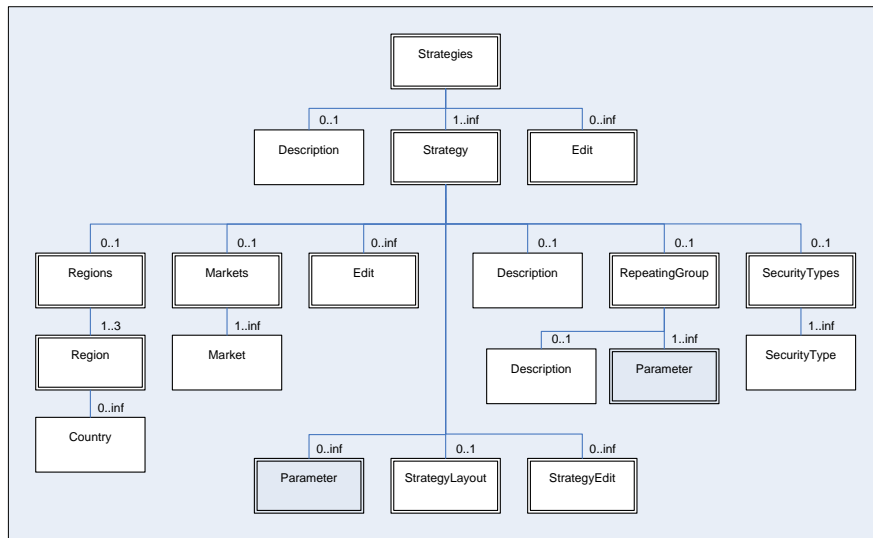 Strategies
0..1
1..inf
0..inf
Description
Strategy
Edit
0..1
0..1
0..inf
0..1
0..1
0..1
Regions
Markets
Edit
Description
RepeatingGroup
SecurityTypes
1..3
1..inf
0..1
1..inf
1..inf
Region
Market
Description
Parameter
SecurityType
0..inf
Country
0..inf
0..1
0..inf
Parameter
StrategyLayout
StrategyEdit